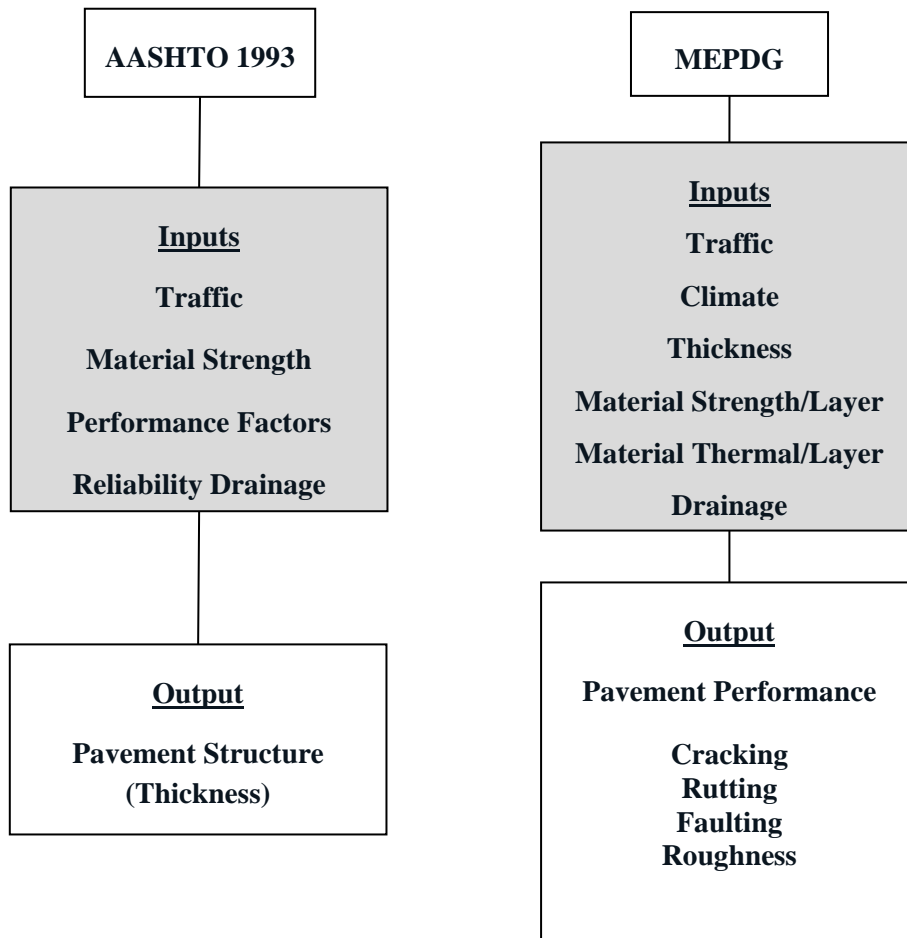 AASHTO 1993
Inputs
Traffic
Material Strength
Performance Factors
Reliability Drainage
Output
Pavement Structure
(Thickness)
MEPDG
Inputs
Traffic
Climate
Thickness
Material Strength/Layer
Material Thermal/Layer
Drainage
Output
Pavement Performance
Cracking
Rutting
Faulting
Roughness